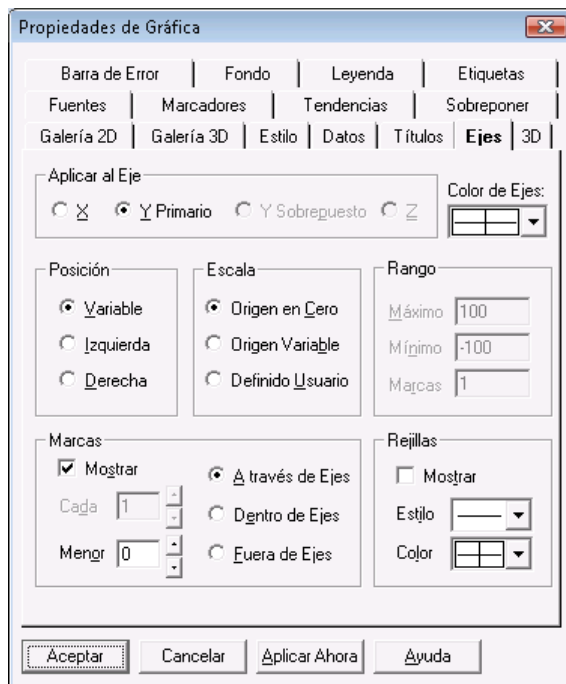 Propiedades de Gráfica
Barra de Error Fondo Leyenda Etiquetas
Fuentes Marcadores Tendencias Sobreponer
Galería 2D Galería 3D Estilo Datos Títulos Ejes 3D
Aplicar al Eje
X Y Primario Y Sobrepuesto Z
Color de Ejes:
Posición
Variable
Izquierda
Derecha
Escala
Origen en Cero
Origen Variable
Definido Usuario
Rango
Máximo 100
Mínimo -100
Marcas 1
Marcas
Mostrar
Cada 1
Menor 0
A través de Ejes
Dentro de Ejes
Fuera de Ejes
Rejillas
Mostrar
Estilo
Color
Aceptar Cancelar Aplicar Ahora Ayuda